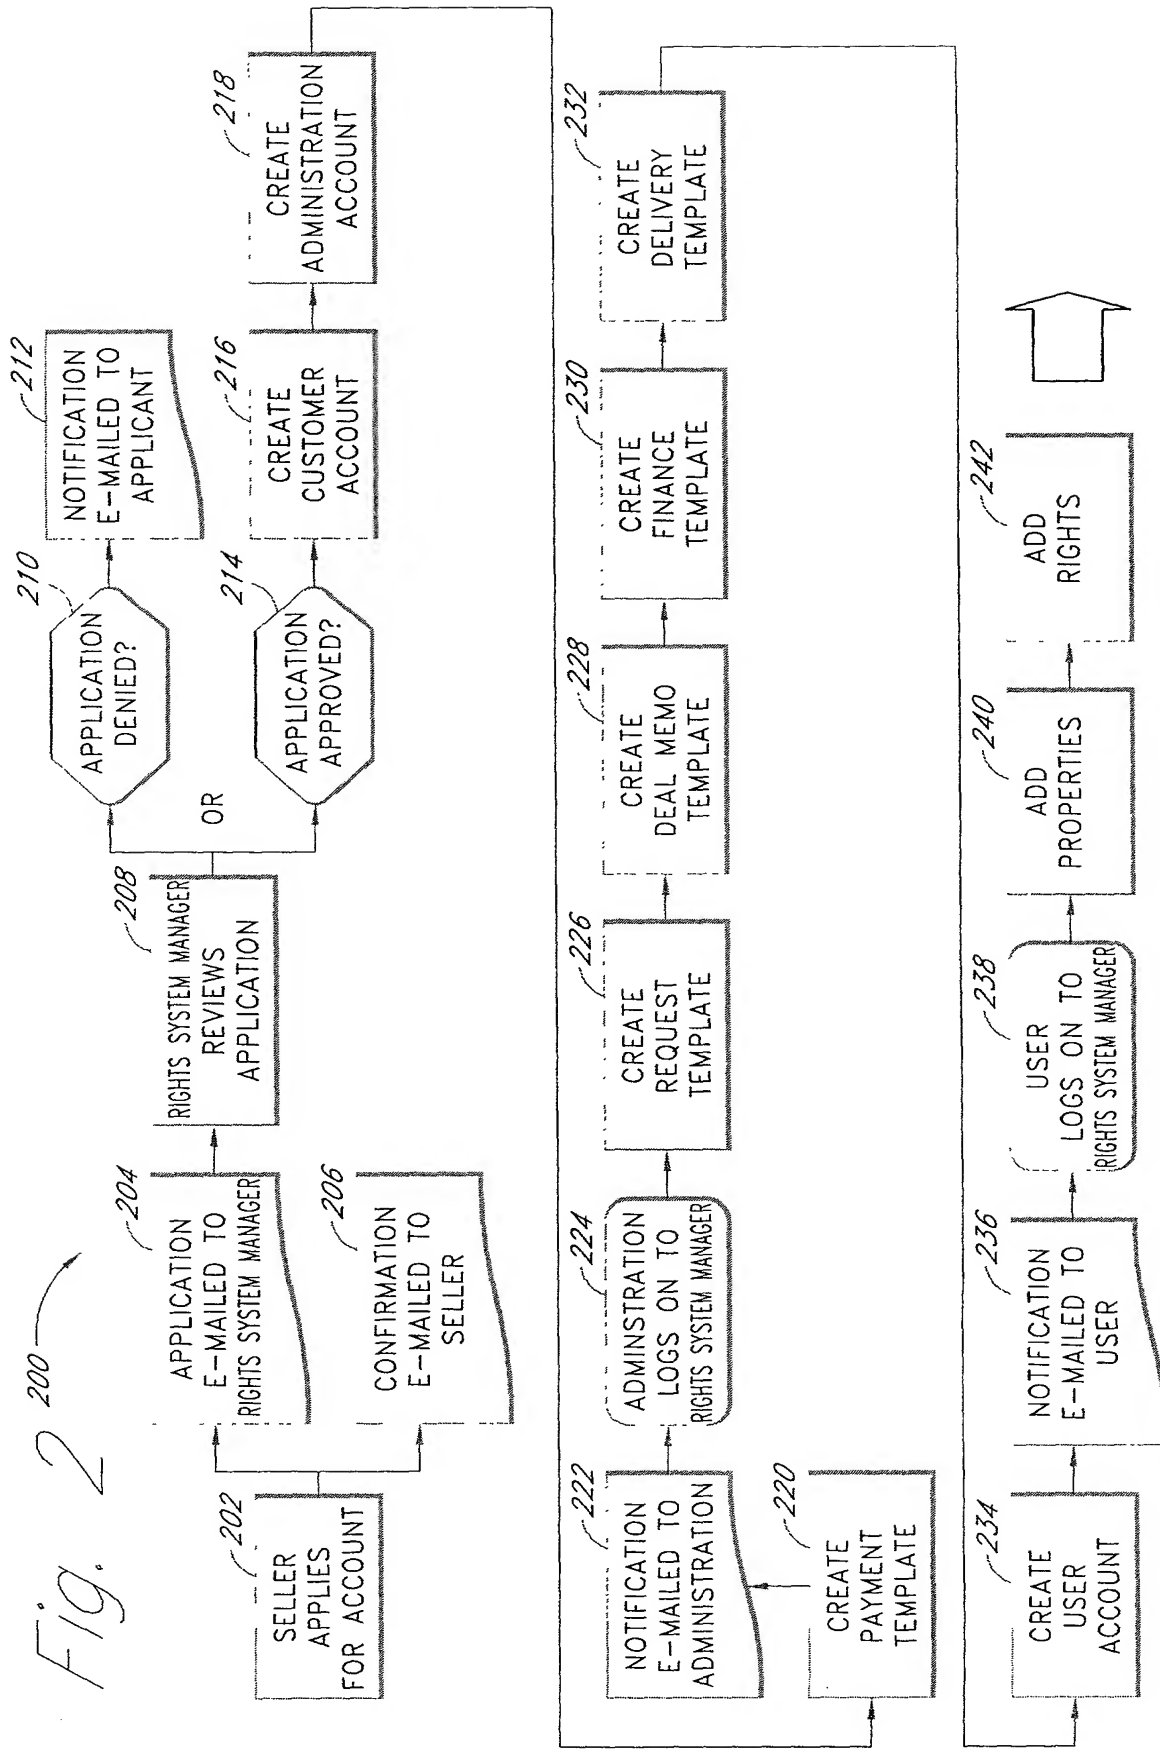 Fig. 2
200
202
SELLER
APPLIES
FOR ACCOUNT
204
APPLICATION
E-MAILED TO
RIGHTS SYSTEM MANAGER
206
CONFIRMATION
E-MAILED TO
SELLER
208
RIGHTS SYSTEM MANAGER
REVIEWS
APPLICATION
OR
210
APPLICATION
DENIED?
212
NOTIFICATION
E-MAILED TO
APPLICANT
214
APPLICATION
APPROVED?
216
CREATE
CUSTOMER
ACCOUNT
218
CREATE
ADMINISTRATION
ACCOUNT
220
CREATE
PAYMENT
TEMPLATE
222
NOTIFICATION
E-MAILED TO
ADMINISTRATION
224
ADMINSTRATION
LOGS ON TO
RIGHTS SYSTEM MANAGER
226
CREATE
REQUEST
TEMPLATE
228
CREATE
DEAL MEMO
TEMPLATE
230
CREATE
FINANCE
TEMPLATE
232
CREATE
DELIVERY
TEMPLATE
234
CREATE
USER
ACCOUNT
236
NOTIFICATION
E-MAILED TO
USER
238
USER
LOGS ON TO
RIGHTS SYSTEM MANAGER
240
ADD
PROPERTIES
242
ADD
RIGHTS